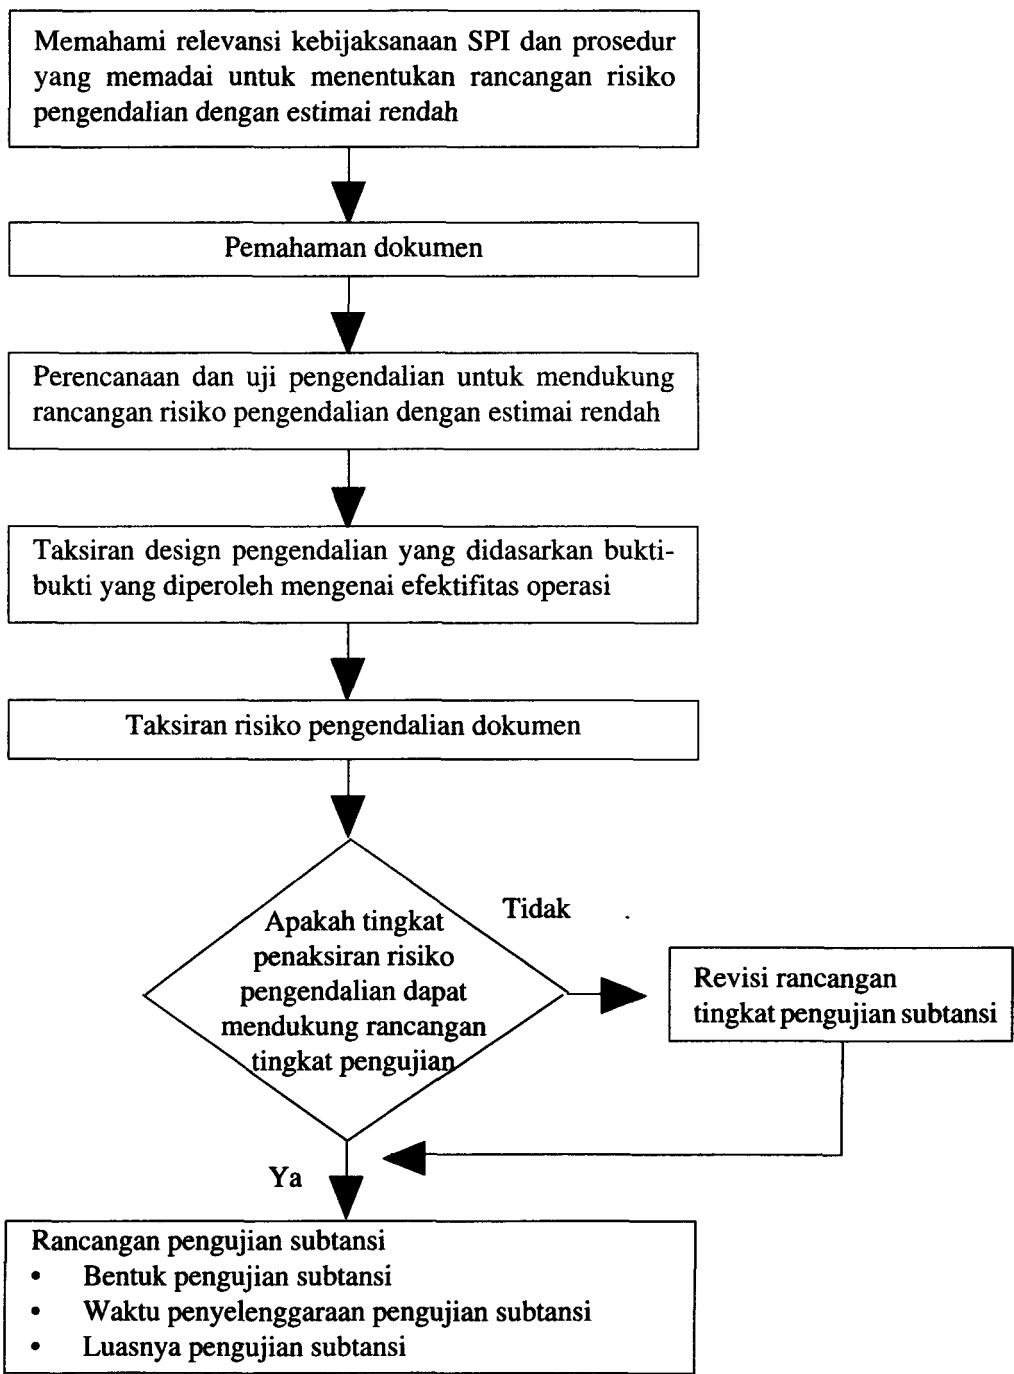 Memahami relevansi kebijaksanaan SPI dan prosedur
yang memadai untuk menentukan rancangan risiko
pengendalian dengan estimai rendah
Pemahaman dokumen
Perencanaan dan uji pengendalian untuk mendukung
rancangan risiko pengendalian dengan estimai rendah
Taksiran design pengendalian yang didasarkan bukti-
bukti yang diperoleh mengenai efektifitas operasi
Taksiran risiko pengendalian dokumen
Apakah tingkat
penaksiran risiko
pengendalian dapat
mendukung rancangan
tingkat pengujian
Tidak
Revisi rancangan
tingkat pengujian subtansi
Ya
Rancangan pengujian subtansi
• Bentuk pengujian subtansi
• Waktu penyelenggaraan pengujian subtansi
• Luasnya pengujian subtansi